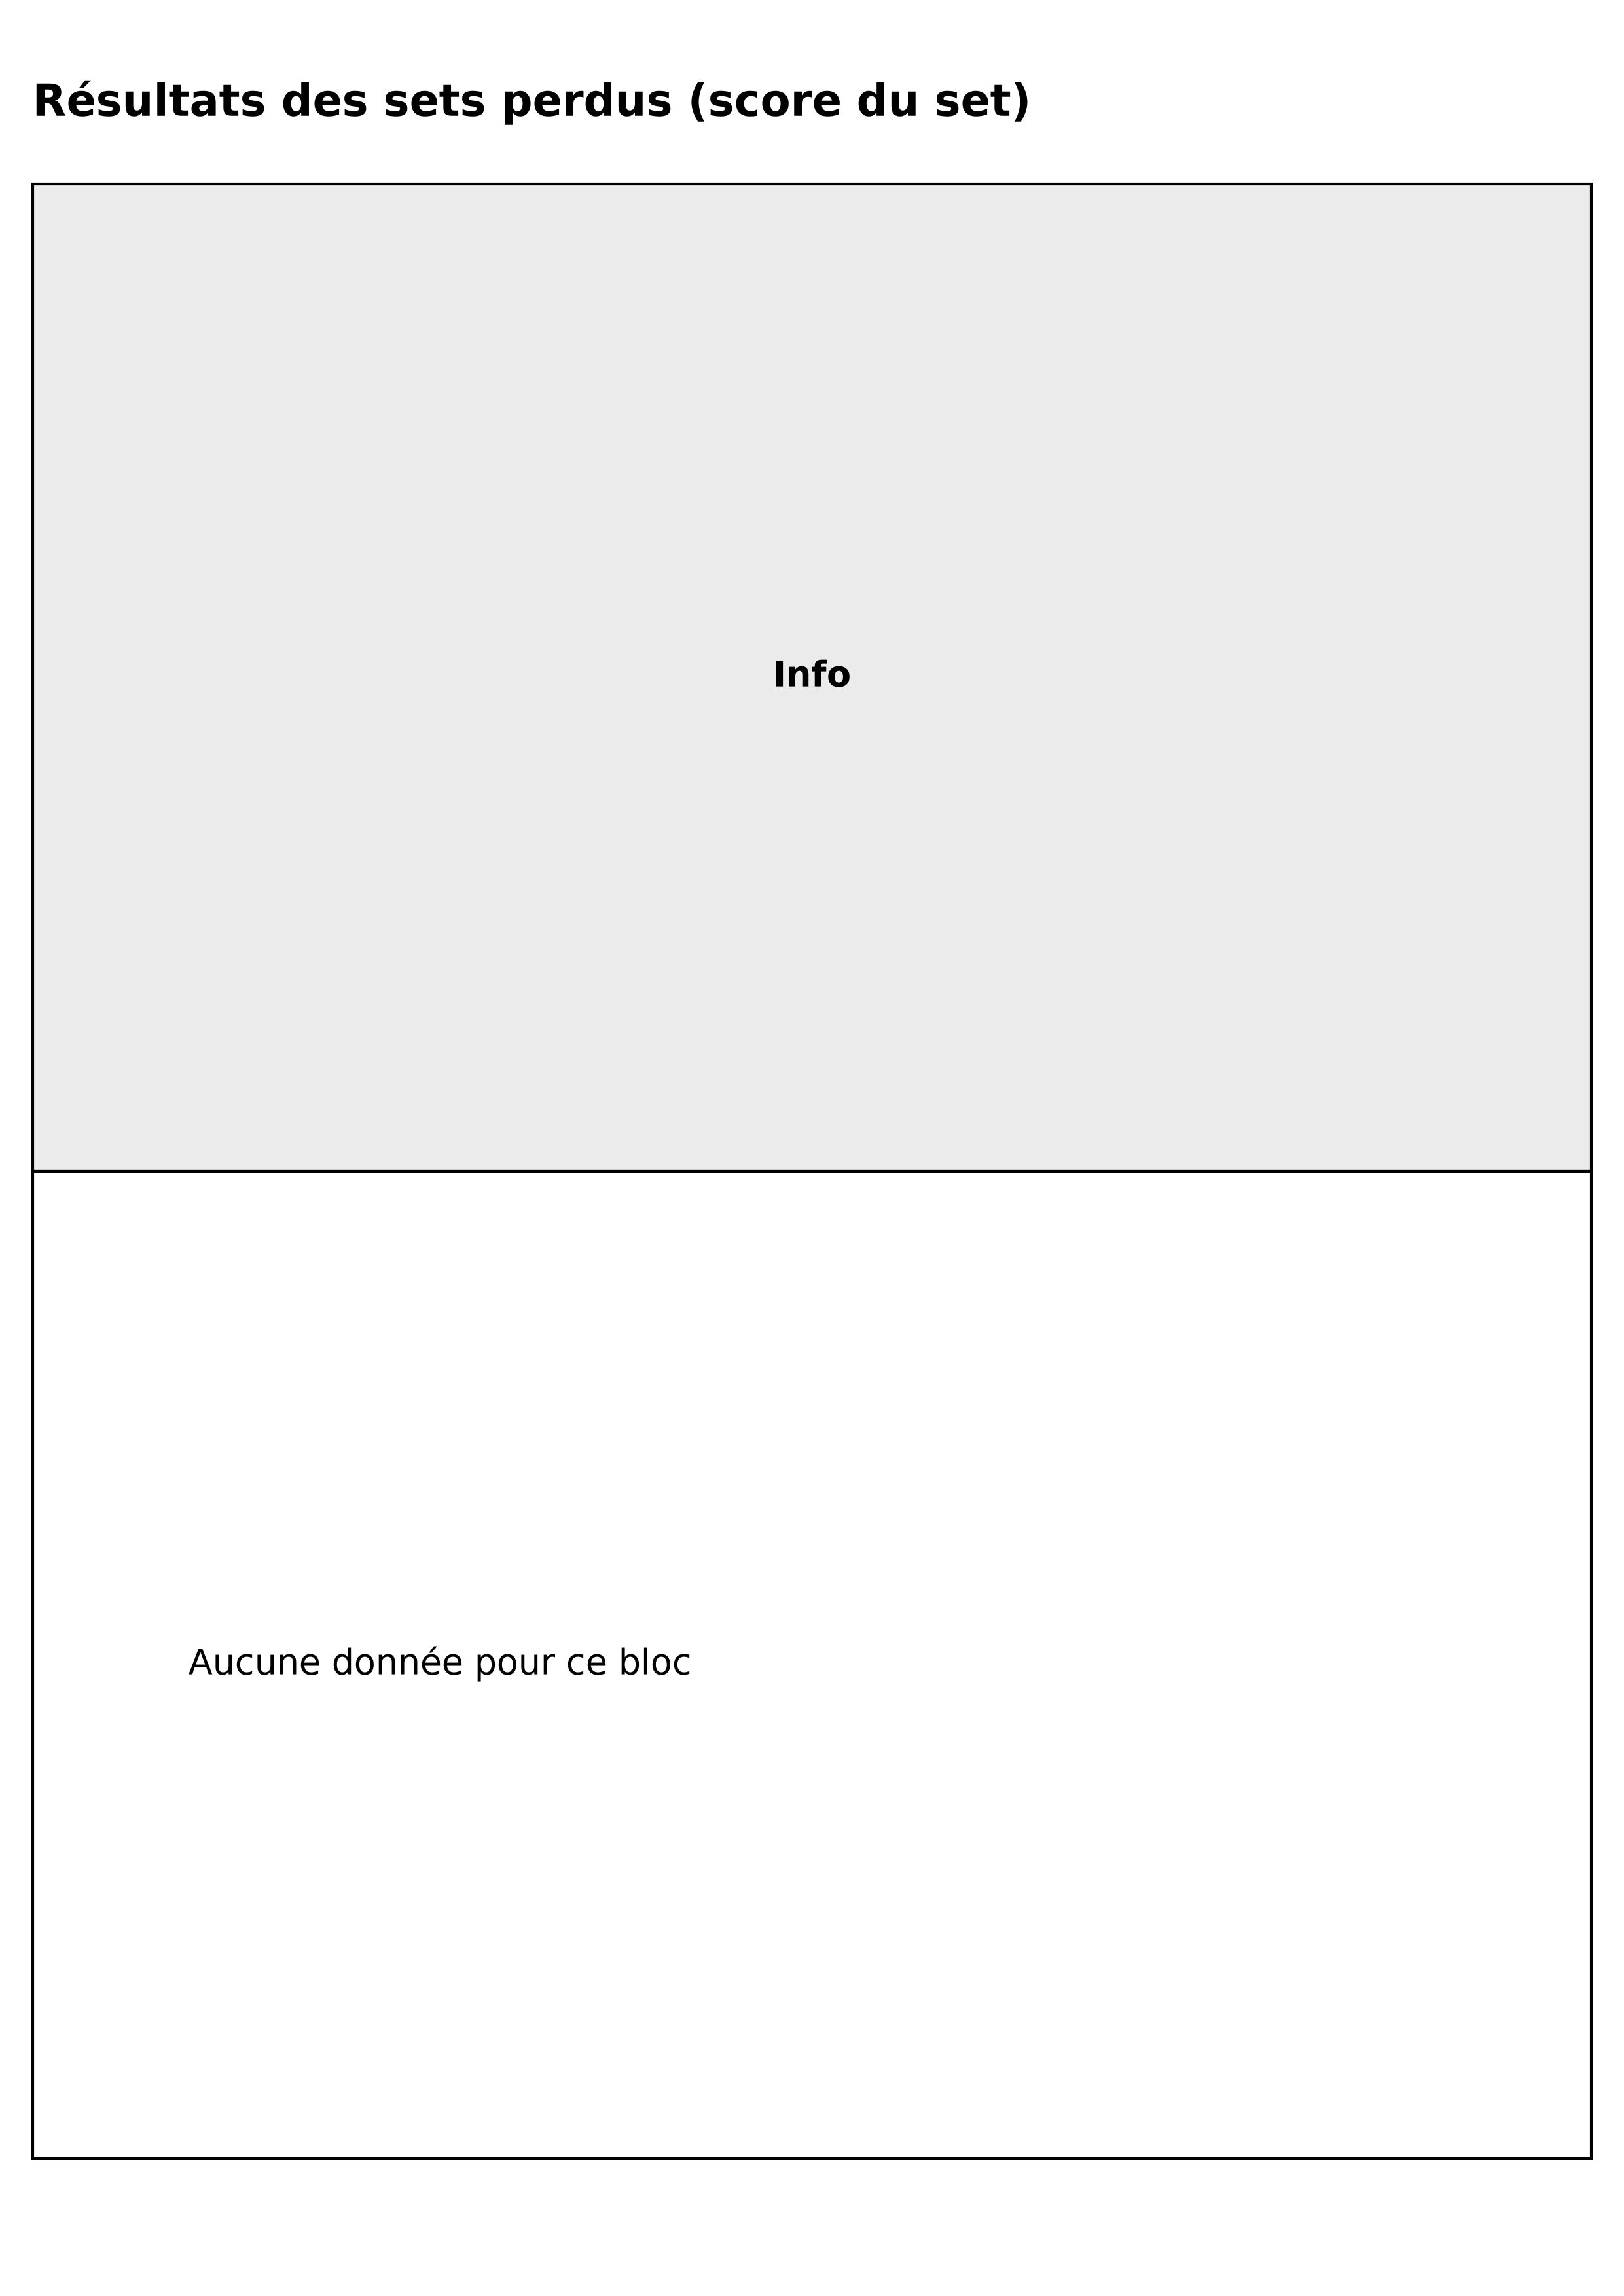 Résultats des sets perdus (score du set)
Info
Aucune donnée pour ce bloc